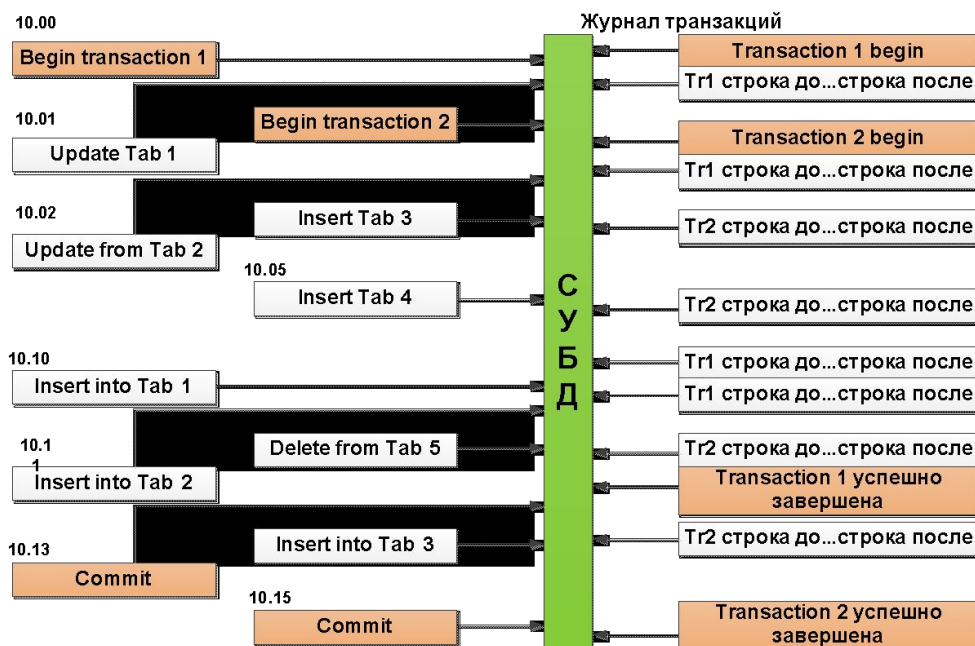 10.00
Журнал транзакций
Begin transaction 1
Transaction 1 begin
Tr1 строка до...строка после
10.01
Begin transaction 2
Transaction 2 begin
Update Tab 1
Tr1 строка до...строка после
10.02
Insert Tab 3
Tr2 строка до...строка после
Update from Tab 2
10.05
Insert Tab 4
Tr2 строка до...строка после
С
У
Б
Д
10.10
Tr1 строка до...строка после
Insert into Tab 1
Tr1 строка до...строка после
10.1
1
Delete from Tab 5
Tr2 строка до...строка после
Insert into Tab 2
Transaction 1 успешно
завершена
10.13
Insert into Tab 3
Tr2 строка до...строка после
Commit
10.15
Commit
Transaction 2 успешно
завершена